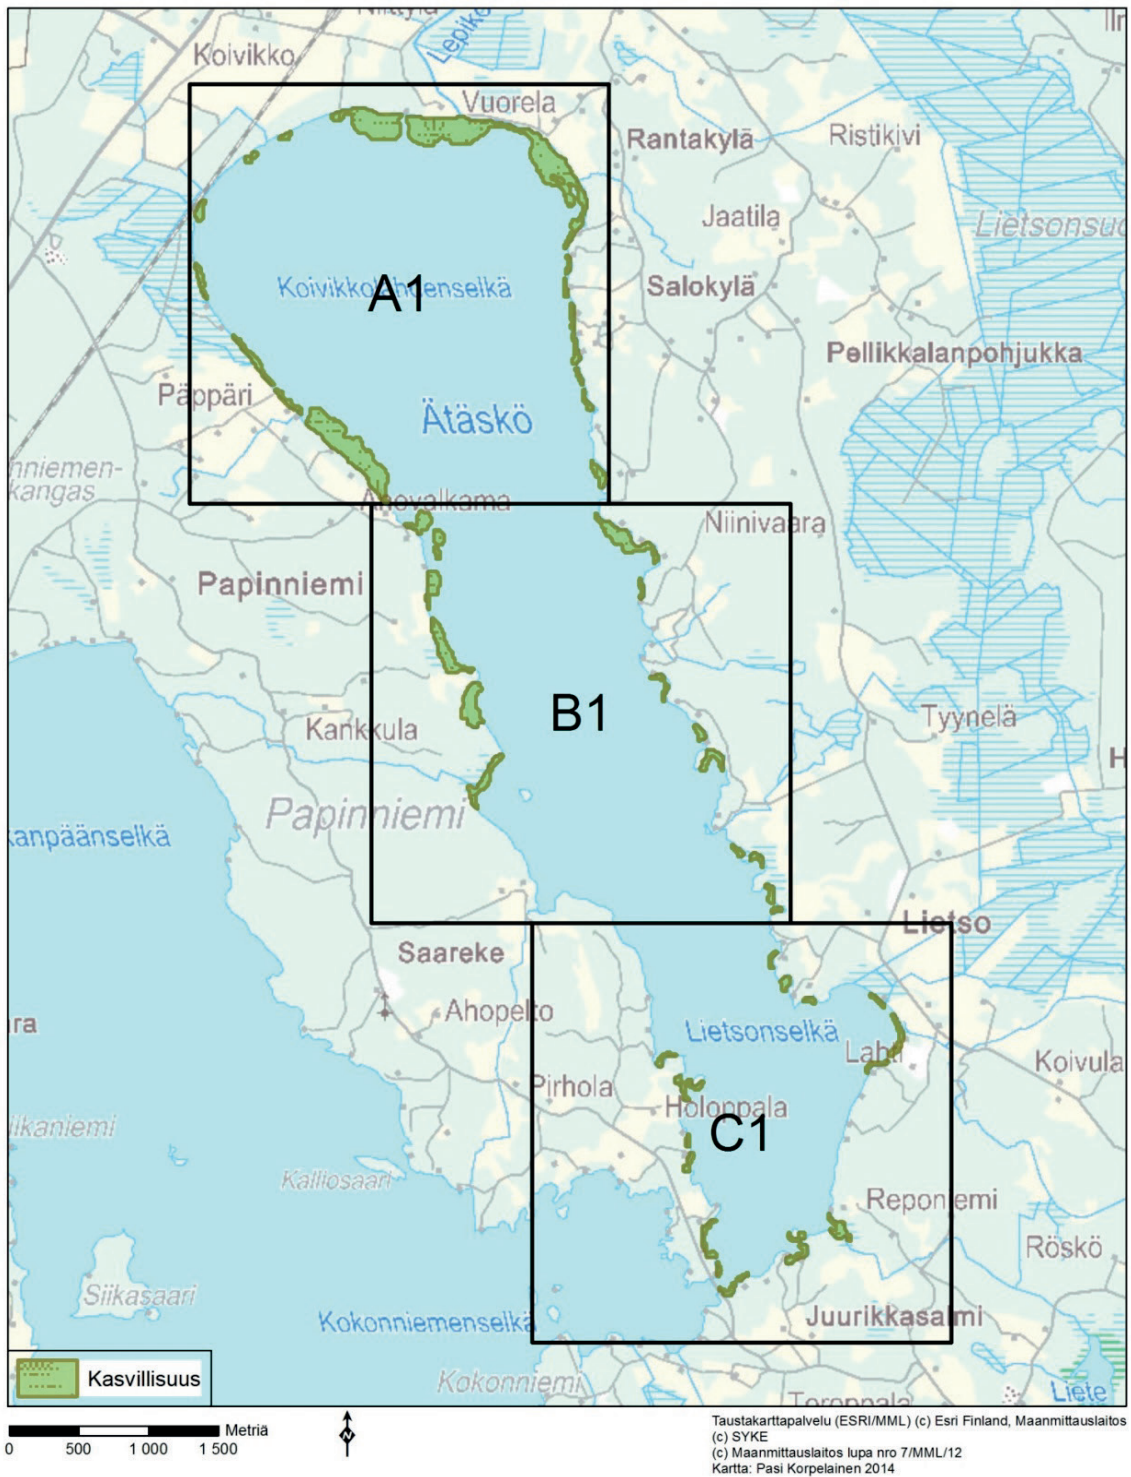 Koivikko
Vuorela
Rantakylä
Ristikivi
Jaatila
Lietsonsuo
Koivikkolahdenselkä
A1
Salokylä
Pellikkalanpohjukka
Päppäri
Ätäskö
nniemen-
kangas
Ahovalkama
Niinivaara
Papinniemi
B1
Tyynelä
Kankkula
Papinniemi
kanpäänselkä
Lietso
Saareke
Ahopelto
Lietsonselkä
Lahti
Koivula
Pirhola
Holoppala
C1
Kalliosaari
Reponiemi
Röskö
Siikasaari
Kokonniemenselkä
Juurikkasalmi
Kokonniemi
Liete
Kasvillisuus
Metriä
0 500 1 000 1 500
N
Taustakarttapalvelu (ESRI/MML) (c) Esri Finland, Maanmittauslaitos
(c) SYKE
(c) Maanmittauslaitos lupa nro 7/MML/12
Kartta: Pasi Korpelainen 2014